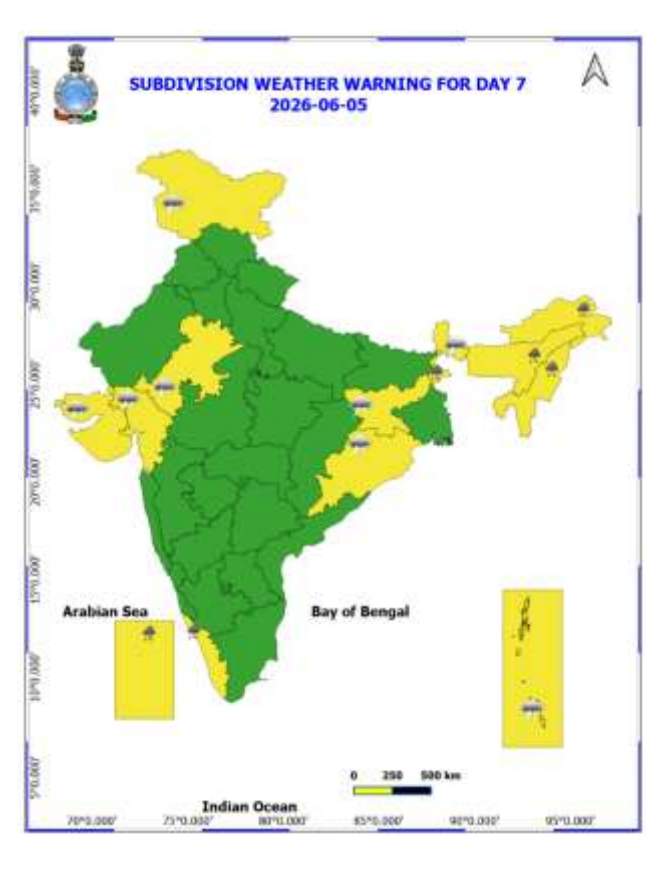 SUBDIVISION WEATHER WARNING FOR DAY 7
2026-06-05
40°0.000'
35°0.000'
30°0.000'
25°0.000'
20°0.000'
15°0.000'
10°0.000'
5°0.000'
Arabian Sea
Bay of Bengal
0 250 500 km
Indian Ocean
70°0.000' 75°0.000' 80°0.000' 85°0.000' 90°0.000' 95°0.000'